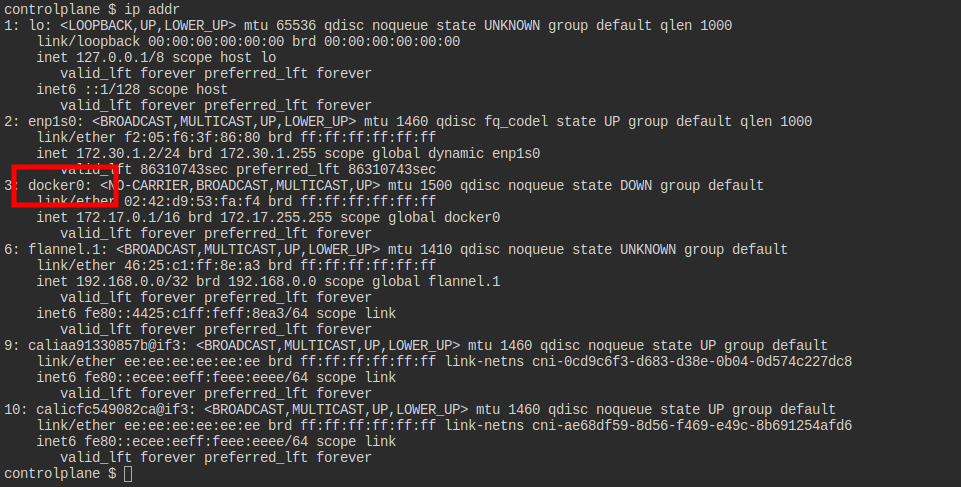 controlplane $ ip addr
1: lo: <LOOPBACK,UP,LOWER_UP> mtu 65536 qdisc noqueue state UNKNOWN group default qlen 1000
    link/loopback 00:00:00:00:00:00 brd 00:00:00:00:00:00
    inet 127.0.0.1/8 scope host lo
       valid_lft forever preferred_lft forever
    inet6 ::1/128 scope host
       valid_lft forever preferred_lft forever
2: enp1s0: <BROADCAST,MULTICAST,UP,LOWER_UP> mtu 1460 qdisc fq_codel state UP group default qlen 1000
    link/ether f2:05:f6:3f:86:80 brd ff:ff:ff:ff:ff:ff
    inet 172.30.1.2/24 brd 172.30.1.255 scope global dynamic enp1s0
       valid_lft 86310743sec preferred_lft 86310743sec
3: docker0: <NO-CARRIER,BROADCAST,MULTICAST,UP> mtu 1500 qdisc noqueue state DOWN group default
    link/ether 02:42:d9:53:fa:f4 brd ff:ff:ff:ff:ff:ff
    inet 172.17.0.1/16 brd 172.17.255.255 scope global docker0
       valid_lft forever preferred_lft forever
6: flannel.1: <BROADCAST,MULTICAST,UP,LOWER_UP> mtu 1410 qdisc noqueue state UNKNOWN group default
    link/ether 46:25:c1:ff:8e:a3 brd ff:ff:ff:ff:ff:ff
    inet 192.168.0.0/32 brd 192.168.0.0 scope global flannel.1
       valid_lft forever preferred_lft forever
    inet6 fe80::4425:c1ff:feff:8ea3/64 scope link
       valid_lft forever preferred_lft forever
9: caliaa91330857b@if3: <BROADCAST,MULTICAST,UP,LOWER_UP> mtu 1460 qdisc noqueue state UP group default
    link/ether ee:ee:ee:ee:ee:ee brd ff:ff:ff:ff:ff:ff link-netns cni-0cd9c6f3-d683-d38e-0b04-0d574c227dc8
    inet6 fe80::ecee:eeff:feee:eeee/64 scope link
       valid_lft forever preferred_lft forever
10: calicfc549082ca@if3: <BROADCAST,MULTICAST,UP,LOWER_UP> mtu 1460 qdisc noqueue state UP group default
    link/ether ee:ee:ee:ee:ee:ee brd ff:ff:ff:ff:ff:ff link-netns cni-ae68df59-8d56-f469-e49c-8b691254afd6
    inet6 fe80::ecee:eeff:feee:eeee/64 scope link
       valid_lft forever preferred_lft forever
controlplane $